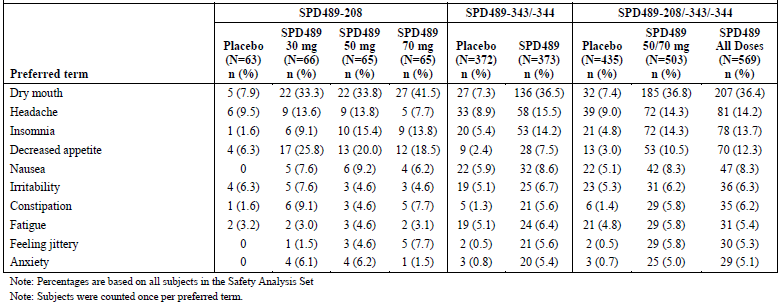 SPD489-208 SPD489-343/-344 SPD489-208/-343/-344
SPD489 SPD489 SPD489 SPD489 SPD489
Placebo 30 mg 50 mg 70 mg Placebo SPD489 Placebo 50/70 mg All Doses
(N=63) (N=66) (N=65) (N=65) (N=372) (N=373) (N=435) (N=503) (N=569)
Preferred term n (%) n (%) n (%) n (%) n (%) n (%) n (%) n (%) n (%)
Dry mouth 5 (7.9) 22 (33.3) 22 (33.8) 27 (41.5) 27 (7.3) 136 (36.5) 32 (7.4) 185 (36.8) 207 (36.4)
Headache 6 (9.5) 9 (13.6) 9 (13.8) 5 (7.7) 33 (8.9) 58 (15.5) 39 (9.0) 72 (14.3) 81 (14.2)
Insomnia 1 (1.6) 6 (9.1) 10 (15.4) 9 (13.8) 20 (5.4) 53 (14.2) 21 (4.8) 72 (14.3) 78 (13.7)
Decreased appetite 4 (6.3) 17 (25.8) 13 (20.0) 12 (18.5) 9 (2.4) 28 (7.5) 13 (3.0) 53 (10.5) 70 (12.3)
Nausea 0 5 (7.6) 6 (9.2) 4 (6.2) 22 (5.9) 32 (8.6) 22 (5.1) 42 (8.3) 47 (8.3)
Irritability 4 (6.3) 5 (7.6) 3 (4.6) 3 (4.6) 19 (5.1) 25 (6.7) 23 (5.3) 31 (6.2) 36 (6.3)
Constipation 1 (1.6) 6 (9.1) 3 (4.6) 5 (7.7) 5 (1.3) 21 (5.6) 6 (1.4) 29 (5.8) 35 (6.2)
Fatigue 2 (3.2) 2 (3.0) 3 (4.6) 2 (3.1) 19 (5.1) 24 (6.4) 21 (4.8) 29 (5.8) 31 (5.4)
Feeling jittery 0 1 (1.5) 3 (4.6) 5 (7.7) 2 (0.5) 21 (5.6) 2 (0.5) 29 (5.8) 30 (5.3)
Anxiety 0 4 (6.1) 4 (6.2) 1 (1.5) 3 (0.8) 20 (5.4) 3 (0.7) 25 (5.0) 29 (5.1)
Note: Percentages are based on all subjects in the Safety Analysis Set
Note: Subjects were counted once per preferred term.